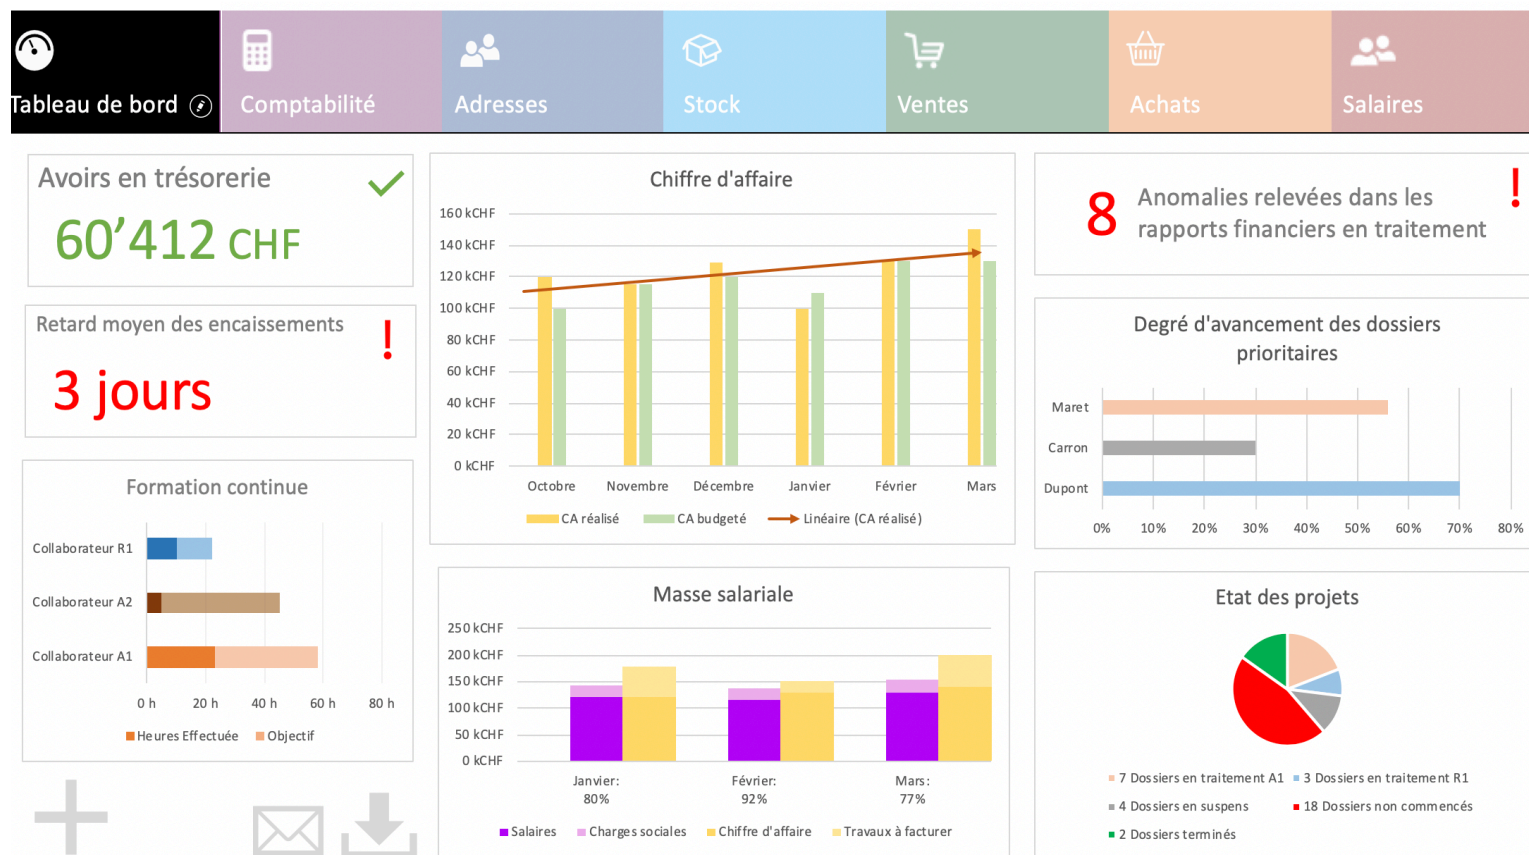 Tableau de bord
Comptabilité
Adresses
Stock
Ventes
Achats
Salaires
Avoirs en trésorerie
60’412 CHF
Retard moyen des encaissements
!
3 jours
Formation continue
Collaborateur R1
Collaborateur A2
Collaborateur A1
0 h 20 h 40 h 60 h 80 h
Heures Effectuée Objectif
Chiffre d'affaire
160 kCHF
140 kCHF
120 kCHF
100 kCHF
80 kCHF
60 kCHF
40 kCHF
20 kCHF
0 kCHF
Octobre Novembre Décembre Janvier Février Mars
CA réalisé CA budgeté Linéaire (CA réalisé)
Masse salariale
250 kCHF
200 kCHF
150 kCHF
100 kCHF
50 kCHF
0 kCHF
Janvier: Février: Mars:
80% 92% 77%
Salaires Charges sociales Chiffre d'affaire Travaux à facturer
!
8 Anomalies relevées dans les
rapports financiers en traitement
Degré d'avancement des dossiers
prioritaires
Maret
Carron
Dupont
0% 10% 20% 30% 40% 50% 60% 70% 80%
Etat des projets
7 Dossiers en traitement A1 3 Dossiers en traitement R1
4 Dossiers en suspens 18 Dossiers non commencés
2 Dossiers terminés